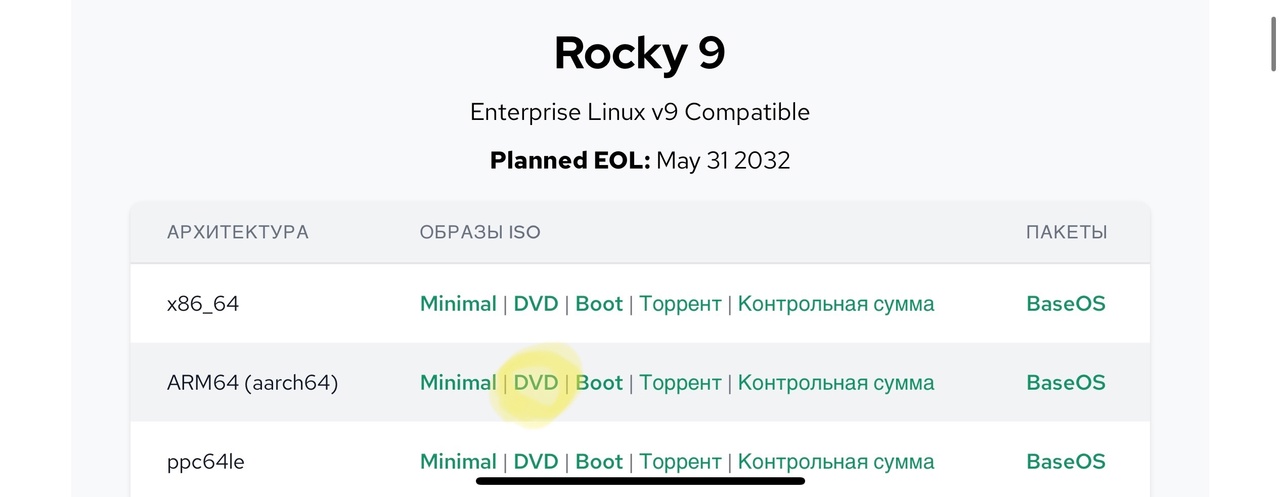 Rocky 9
Enterprise Linux v9 Compatible
Planned EOL: May 31 2032
АРХИТЕКТУРА ОБРАЗЫ ISO ПАКЕТЫ
x86_64 Minimal | DVD | Boot | Торрент | Контрольная сумма BaseOS
ARM64 (aarch64) Minimal | DVD | Boot | Торрент | Контрольная сумма BaseOS
ppc64le Minimal | DVD | Boot | Торрент | Контрольная сумма BaseOS